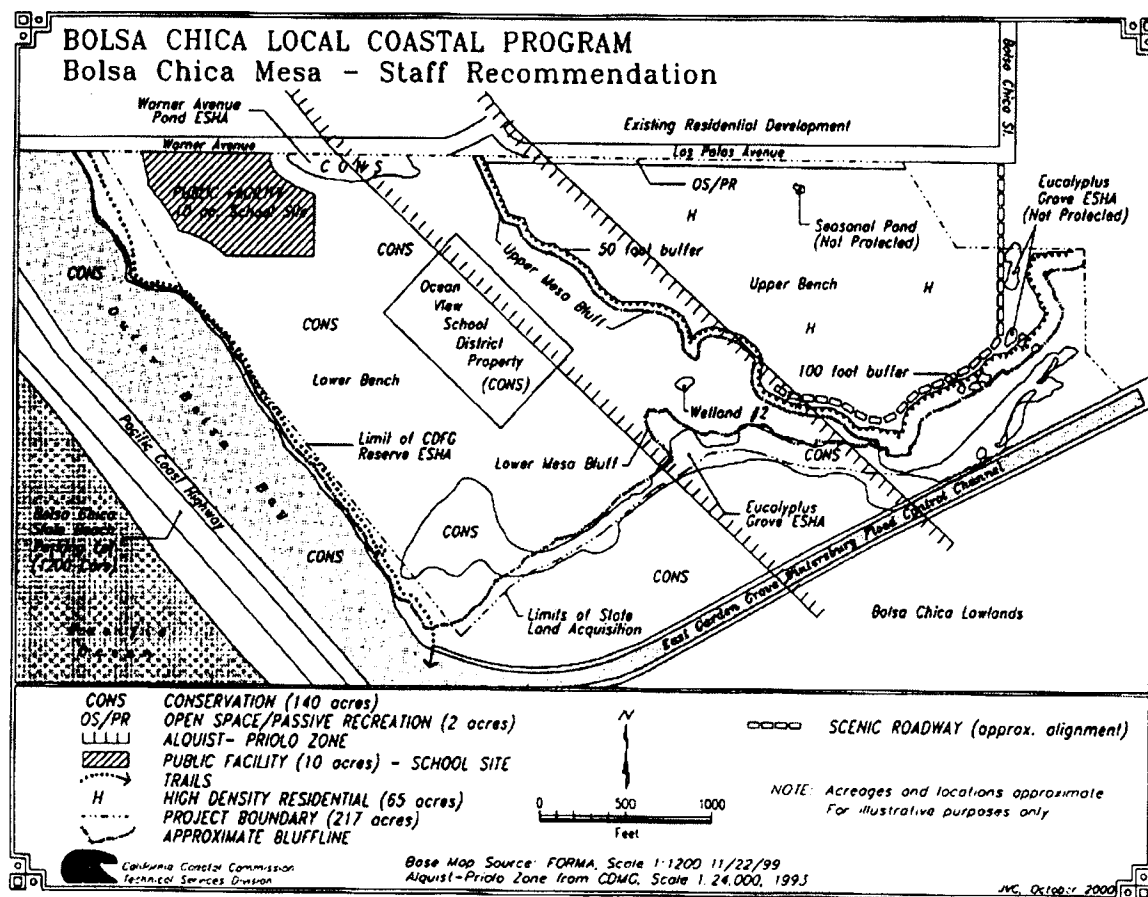 BOLSA CHICA LOCAL COASTAL PROGRAM
Bolsa Chica Mesa - Staff Recommendation
Bolsa Chica St.
Warner Avenue
Pond ESHA
Existing Residential Development
Warner Avenue
Los Patos Avenue
CONS
OS/PR
H
PUBLIC FACILITY
10 ac. School Site
Eucalyptus
Grove ESHA
(Not Protected)
Seasonal Pond
(Not Protected)
50 foot buffer
Upper Mesa Bluff
Upper Bench
H
H
CONS
CONS
CONS
Ocean
View
School
District
Property
(CONS)
Outer Bolsa Bay
Lower Bench
100 foot buffer
Wetland #2
Limit of CDFG
Reserve ESHA
Lower Mesa Bluff
CONS
Pacific Coast Highway
Bolsa Chica
State Beach
Parking Lot
Eucalyptus
Grove ESHA
CONS
CONS
CONS
East Garden Grove Wintersburg Flood Control Channel
Limits of State
Land Acquisition
Bolsa Chica Lowlands
CONS CONSERVATION (140 acres)
OS/PR OPEN SPACE/PASSIVE RECREATION (2 acres)
ALQUIST- PRIOLO ZONE
PUBLIC FACILITY (10 acres) - SCHOOL SITE
TRAILS
H HIGH DENSITY RESIDENTIAL (65 acres)
PROJECT BOUNDARY (217 acres)
APPROXIMATE BLUFFLINE
N
0 500 1000
Feet
SCENIC ROADWAY (approx. alignment)
NOTE: Acreages and locations approximate
For illustrative purposes only
California Coastal Commission
Technical Services Division
Base Map Source: FORMA, Scale 1:1200 11/22/99
Alquist-Priolo Zone from CDMG, Scale 1:24,000, 1993
JVC, October 2000